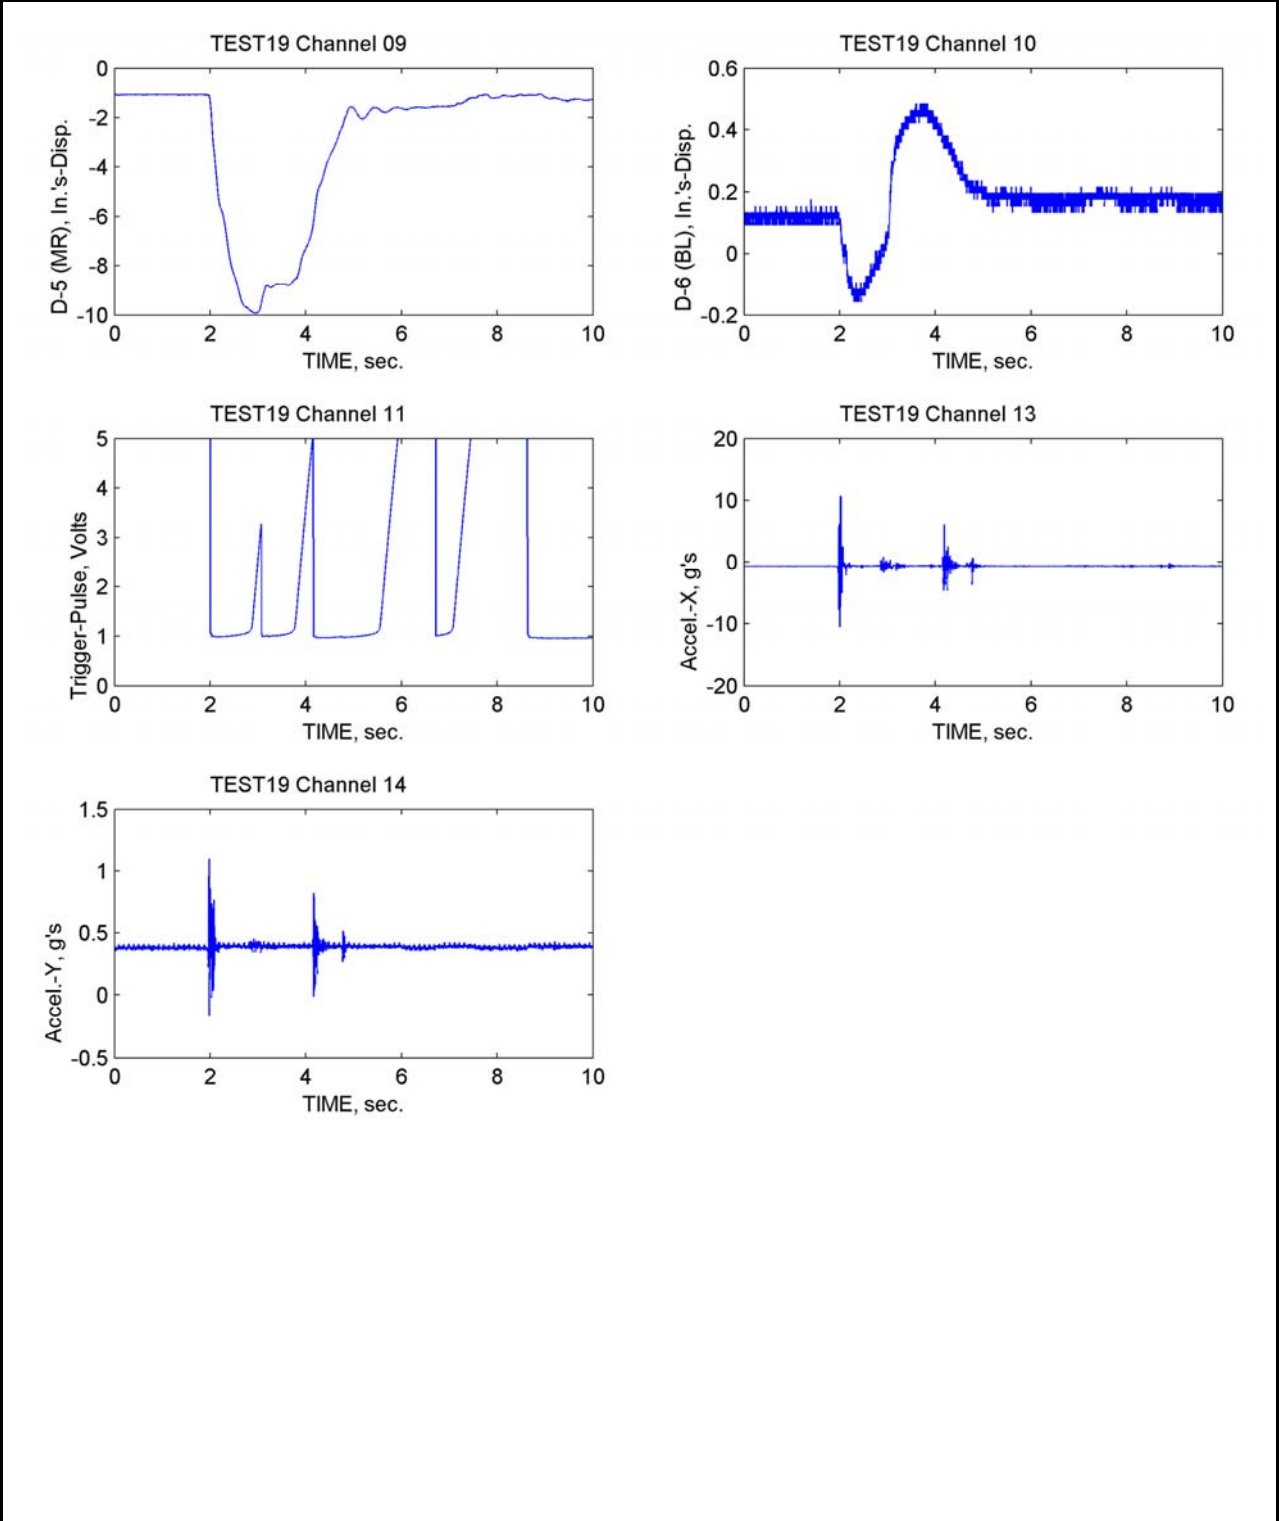 TEST19 Channel 09
0
-2
-4
-6
-8
-10
D-5 (MR), In.'s-Disp.
0 2 4 6 8 10
TIME, sec.
TEST19 Channel 10
0.6
0.4
0.2
0
-0.2
D-6 (BL), In.'s-Disp.
0 2 4 6 8 10
TIME, sec.
TEST19 Channel 11
5
4
3
2
1
0
Trigger-Pulse, Volts
0 2 4 6 8 10
TIME, sec.
TEST19 Channel 13
20
10
0
-10
-20
Accel.-X, g's
0 2 4 6 8 10
TIME, sec.
TEST19 Channel 14
1.5
1
0.5
0
-0.5
Accel.-Y, g's
0 2 4 6 8 10
TIME, sec.